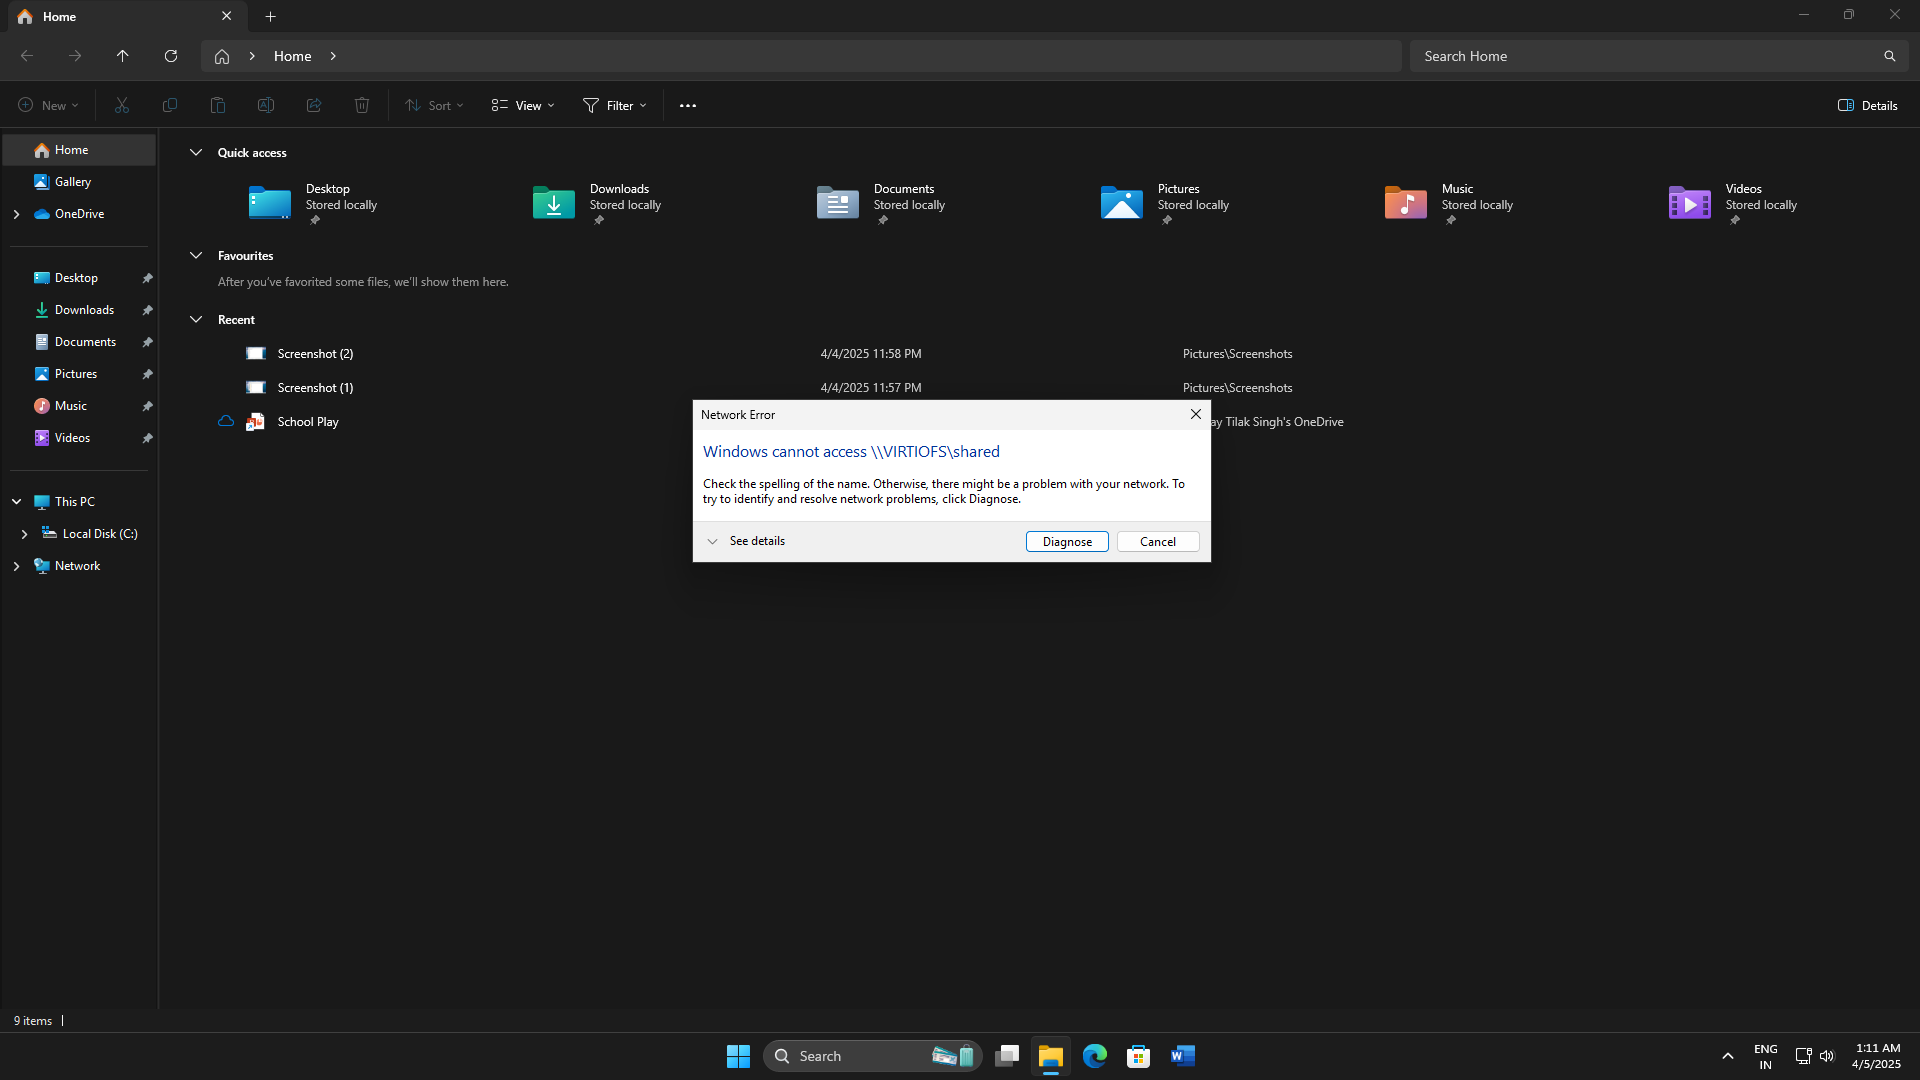 Home
Home
Search Home
New
Sort
View
Filter
Details
Home
Gallery
OneDrive
Desktop
Downloads
Documents
Pictures
Music
Videos
This PC
Local Disk (C:)
Network
Quick access
Desktop
Stored locally
Downloads
Stored locally
Documents
Stored locally
Pictures
Stored locally
Music
Stored locally
Videos
Stored locally
Favourites
After you've favorited some files, we'll show them here.
Recent
Screenshot (2) 4/4/2025 11:58 PM Pictures\Screenshots
Screenshot (1) 4/4/2025 11:57 PM Pictures\Screenshots
School Play Tilak Singh's OneDrive
Network Error
Windows cannot access \\VIRTIOFS\shared
Check the spelling of the name. Otherwise, there might be a problem with your network. To
try to identify and resolve network problems, click Diagnose.
See details
Diagnose
Cancel
9 items
Search
W
ENG
IN
1:11 AM
4/5/2025